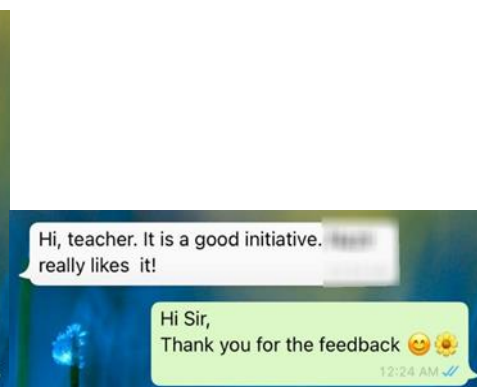 Hi, teacher. It is a good initiative.
really likes  it!
Hi Sir,
Thank you for the feedback 😊🌼
12:24 AM